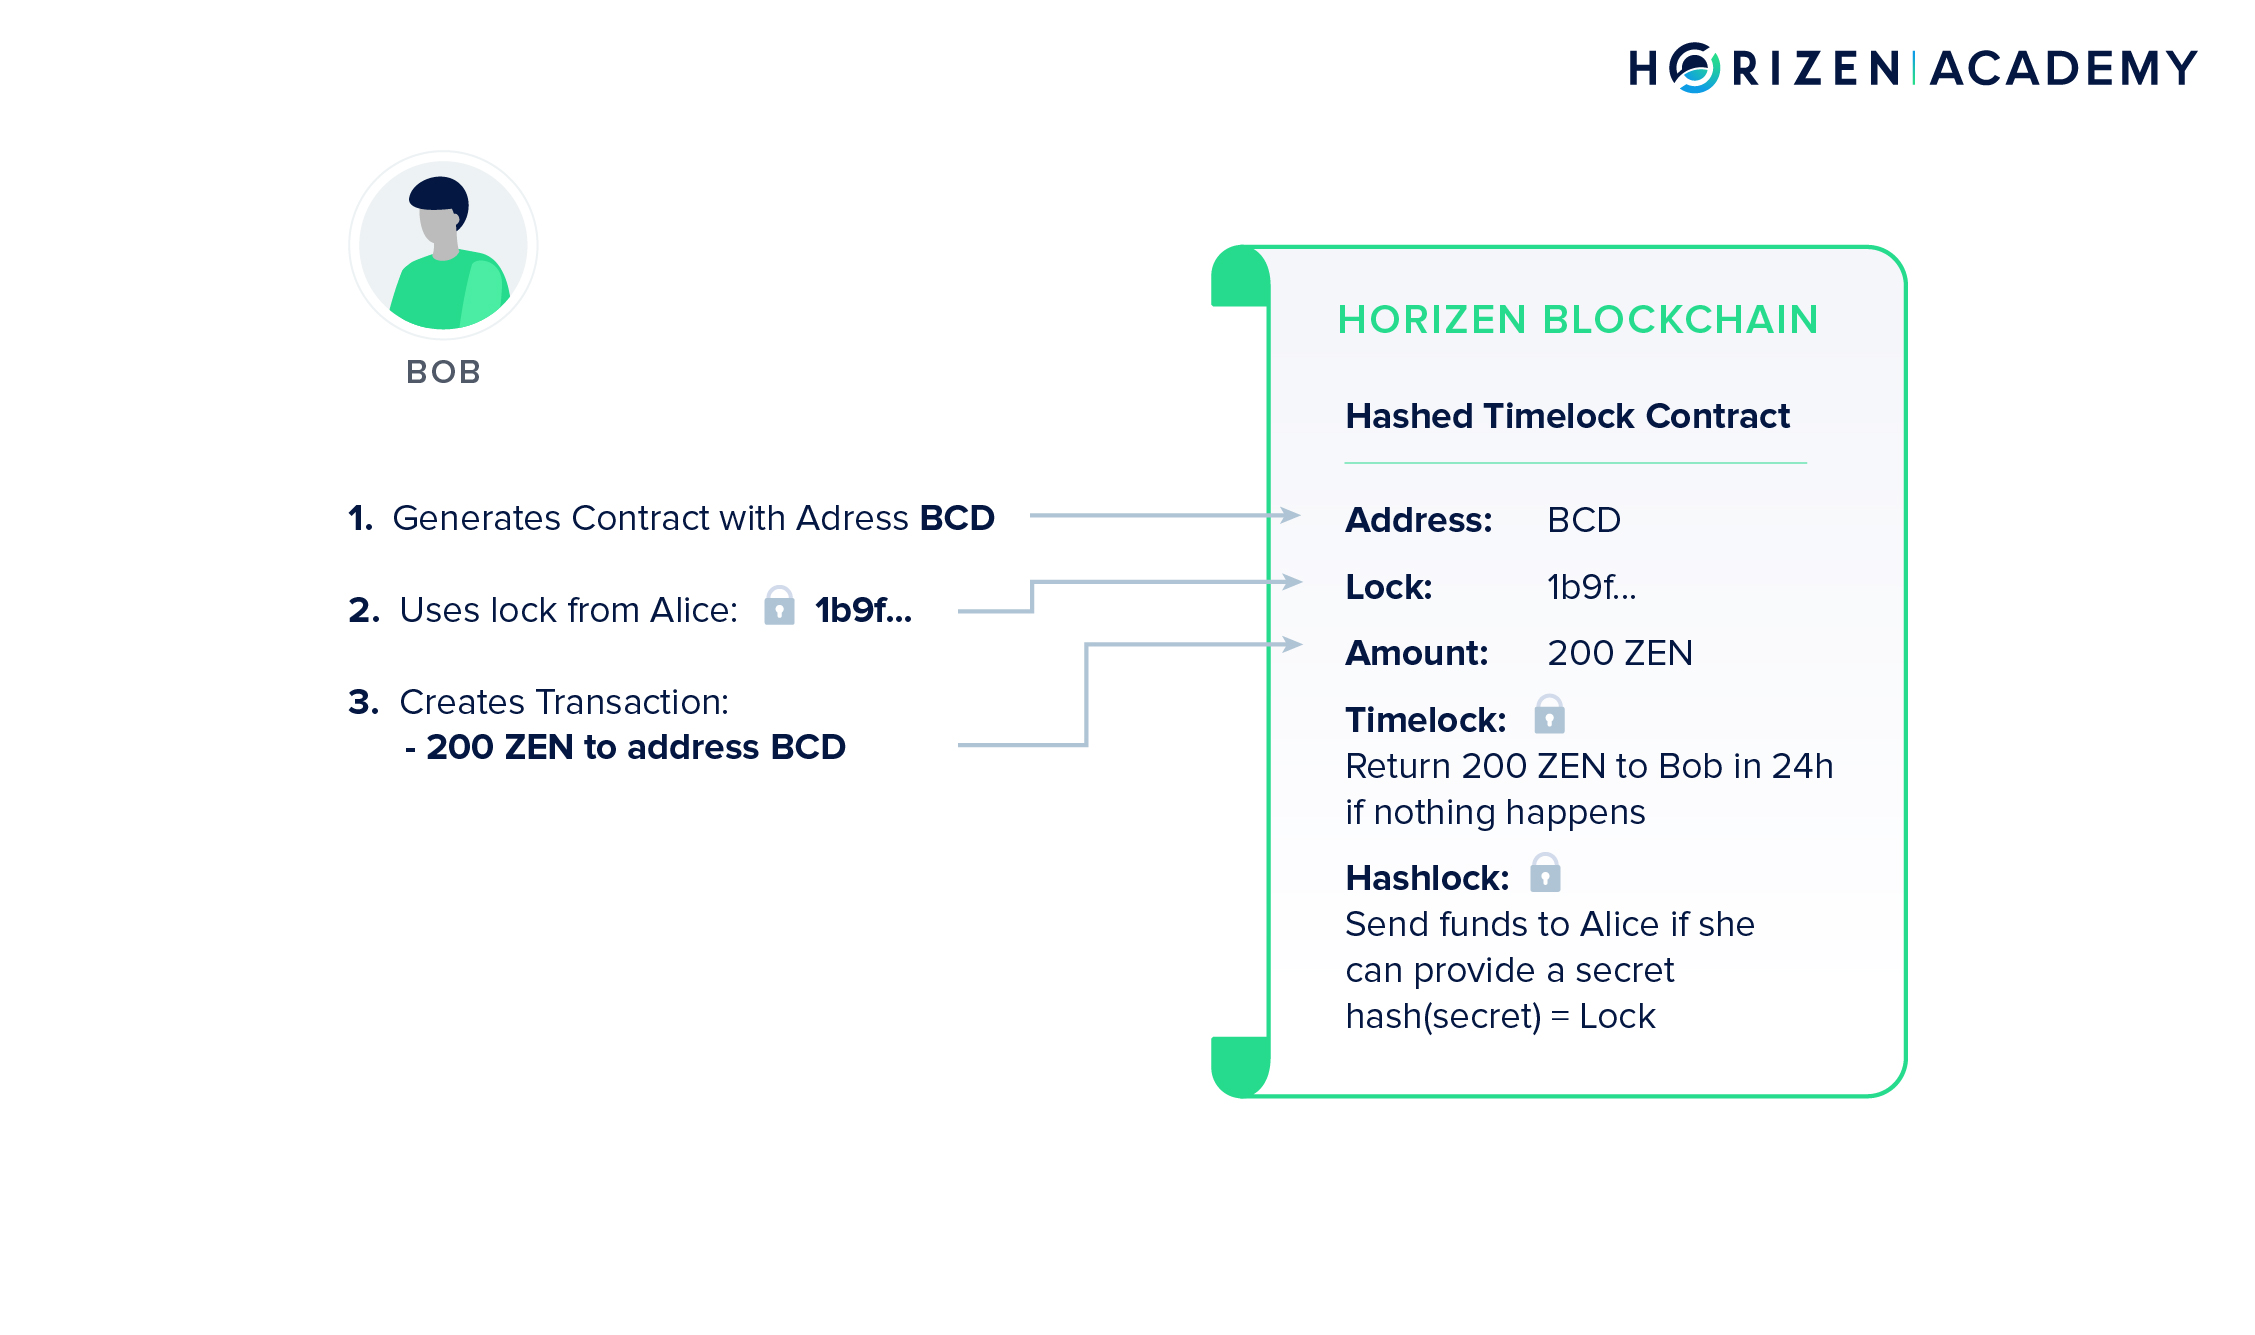 HORIZEN | ACADEMY
BOB
1. Generates Contract with Adress BCD
2. Uses lock from Alice: 1b9f...
3. Creates Transaction:
- 200 ZEN to address BCD
HORIZEN BLOCKCHAIN
Hashed Timelock Contract
Address: BCD
Lock: 1b9f...
Amount: 200 ZEN
Timelock:
Return 200 ZEN to Bob in 24h
if nothing happens
Hashlock:
Send funds to Alice if she
can provide a secret
hash(secret) = Lock